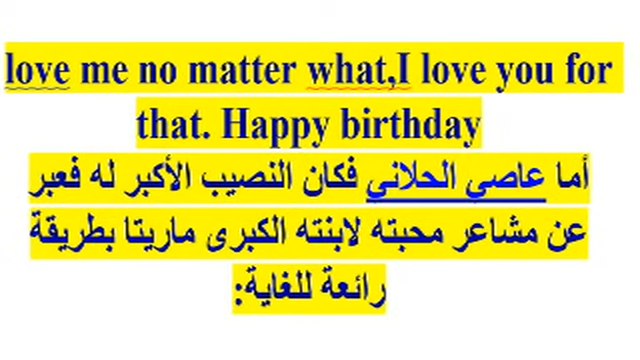 love me no matter what,I love you for
that. Happy birthday
أما عاصي الحلاني فكان النصيب الأكبر له فعبر
عن مشاعر محبته لابنته الكبرى ماريتا بطريقة
رائعة للغاية: